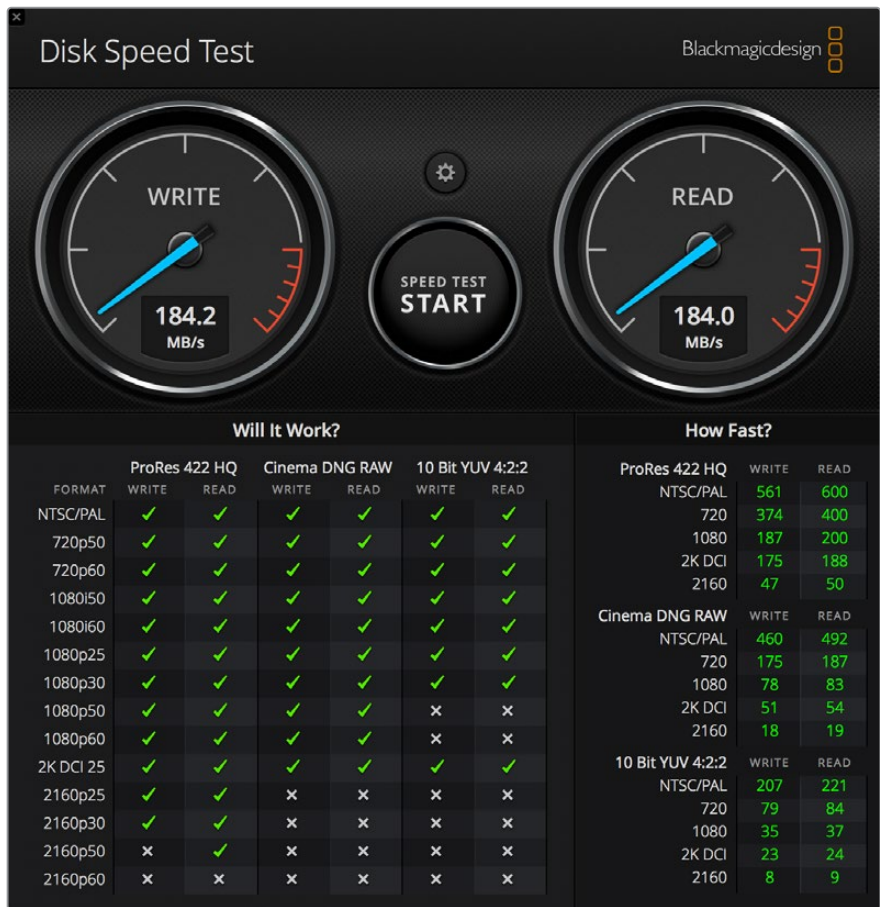 Disk Speed Test
Blackmagicdesign
WRITE
184.2
MB/s
SPEED TEST
START
READ
184.0
MB/s
Will It Work?
ProRes 422 HQ Cinema DNG RAW 10 Bit YUV 4:2:2
FORMAT WRITE READ WRITE READ WRITE READ
NTSC/PAL ✓ ✓ ✓ ✓ ✓ ✓
720p50 ✓ ✓ ✓ ✓ ✓ ✓
720p60 ✓ ✓ ✓ ✓ ✓ ✓
1080i50 ✓ ✓ ✓ ✓ ✓ ✓
1080i60 ✓ ✓ ✓ ✓ ✓ ✓
1080p25 ✓ ✓ ✓ ✓ ✓ ✓
1080p30 ✓ ✓ ✓ ✓ ✓ ✓
1080p50 ✓ ✓ ✓ ✓ × ×
1080p60 ✓ ✓ ✓ ✓ × ×
2K DCI 25 ✓ ✓ ✓ ✓ ✓ ✓
2160p25 ✓ ✓ × × × ×
2160p30 ✓ ✓ × × × ×
2160p50 × ✓ × × × ×
2160p60 × × × × × ×
How Fast?
ProRes 422 HQ WRITE READ
NTSC/PAL 561 600
720 374 400
1080 187 200
2K DCI 175 188
2160 47 50
Cinema DNG RAW WRITE READ
NTSC/PAL 460 492
720 175 187
1080 78 83
2K DCI 51 54
2160 18 19
10 Bit YUV 4:2:2 WRITE READ
NTSC/PAL 207 221
720 79 84
1080 35 37
2K DCI 23 24
2160 8 9